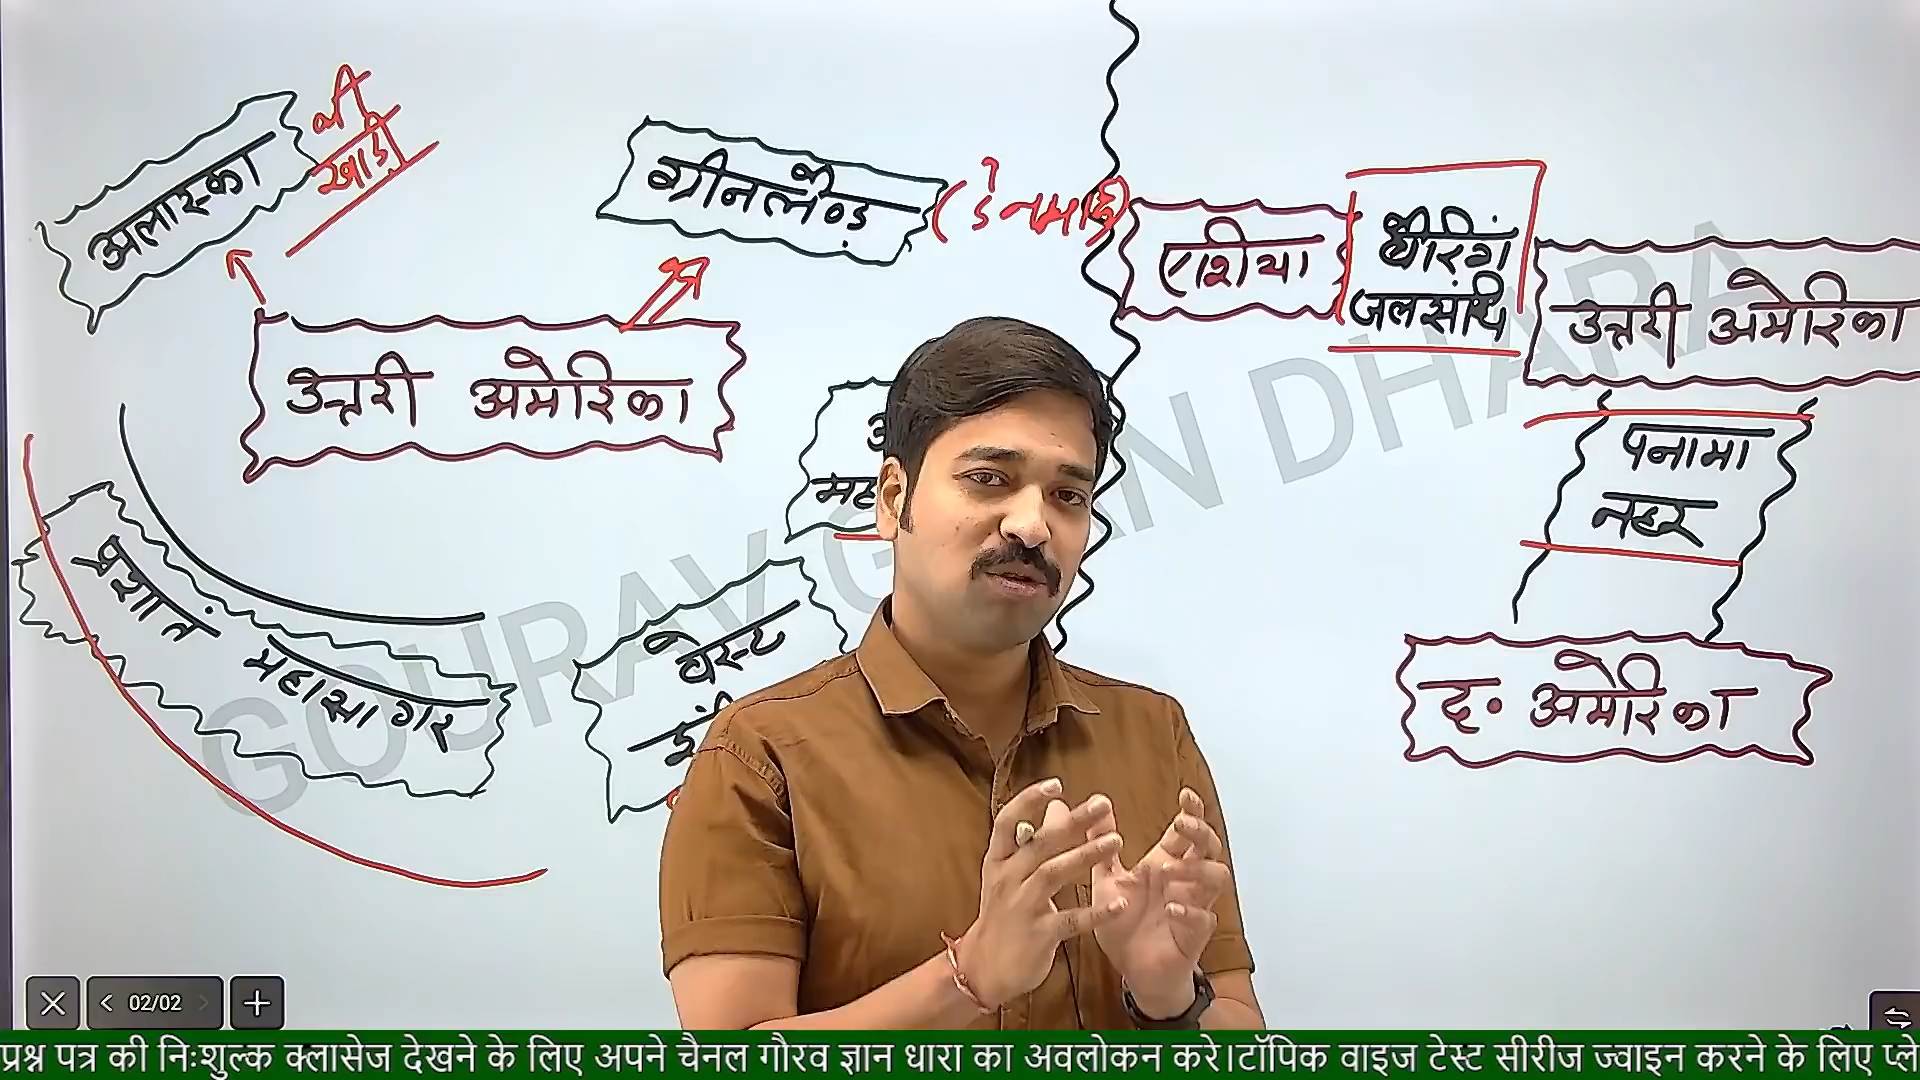 अलास्का
की
खाड़ी
ग्रीनलैण्ड
(डेनमार्क)
उत्तरी अमेरिका
प्रशांत महासागर
वेस्ट
एशिया
बेरिंग
जलसंधि
उत्तरी अमेरिका
पनामा
नहर
द. अमेरिका
GOURAV GYAN DHARA
02/02
प्रश्न पत्र की निःशुल्क क्लासेज देखने के लिए अपने चैनल गौरव ज्ञान धारा का अवलोकन करे।टॉपिक वाइज टेस्ट सीरीज ज्वाइन करने के लिए प्ले